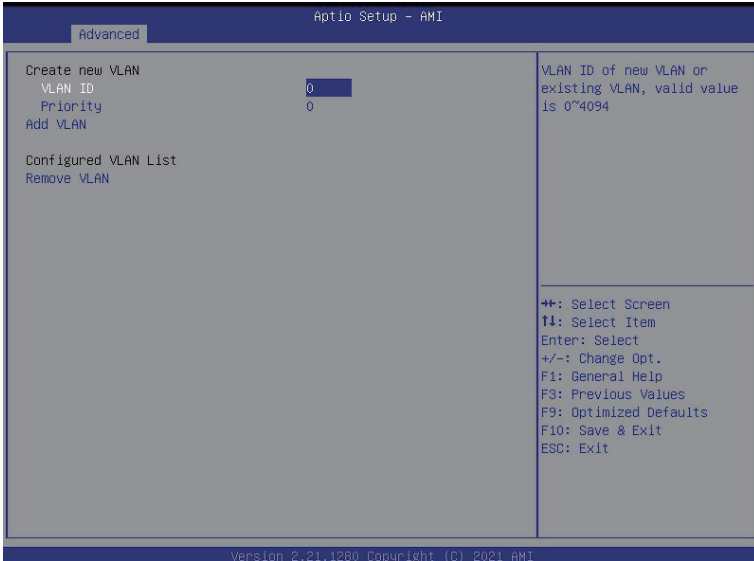 Aptio Setup – AMI
Advanced
Create new VLAN
VLAN ID 0
Priority 0
Add VLAN
Configured VLAN List
Remove VLAN
VLAN ID of new VLAN or
existing VLAN, valid value
is 0~4094
→←: Select Screen
↑↓: Select Item
Enter: Select
+/-: Change Opt.
F1: General Help
F3: Previous Values
F9: Optimized Defaults
F10: Save & Exit
ESC: Exit
Version 2.21.1280 Copyright (C) 2021 AMI